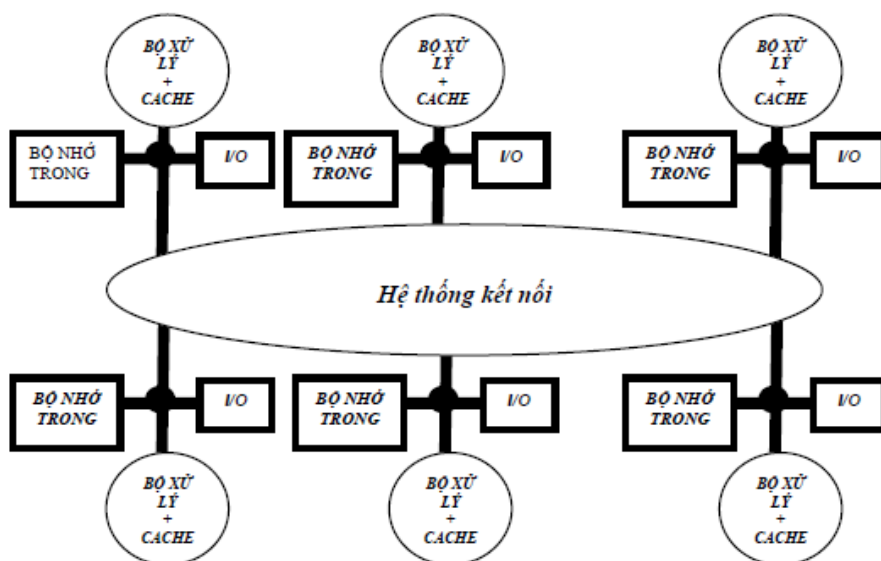 BỘ XỬ
LÝ
+
CACHE
BỘ XỬ
LÝ
+
CACHE
BỘ XỬ
LÝ
+
CACHE
BỘ NHỚ
TRONG
I/O
BỘ NHỚ
TRONG
I/O
BỘ NHỚ
TRONG
I/O
Hệ thống kết nối
BỘ NHỚ
TRONG
I/O
BỘ NHỚ
TRONG
I/O
BỘ NHỚ
TRONG
I/O
BỘ XỬ
LÝ
+
CACHE
BỘ XỬ
LÝ
+
CACHE
BỘ XỬ
LÝ
+
CACHE